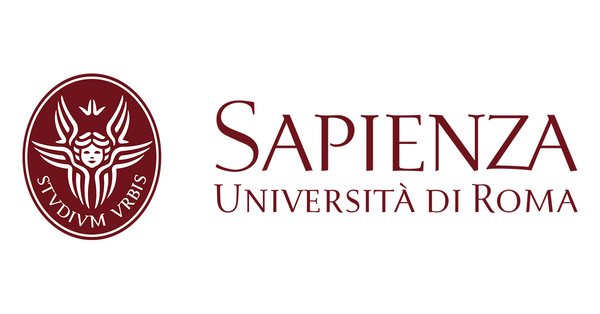 STVDIVM VRBIS
SAPIENZA
UNIVERSITÀ DI ROMA